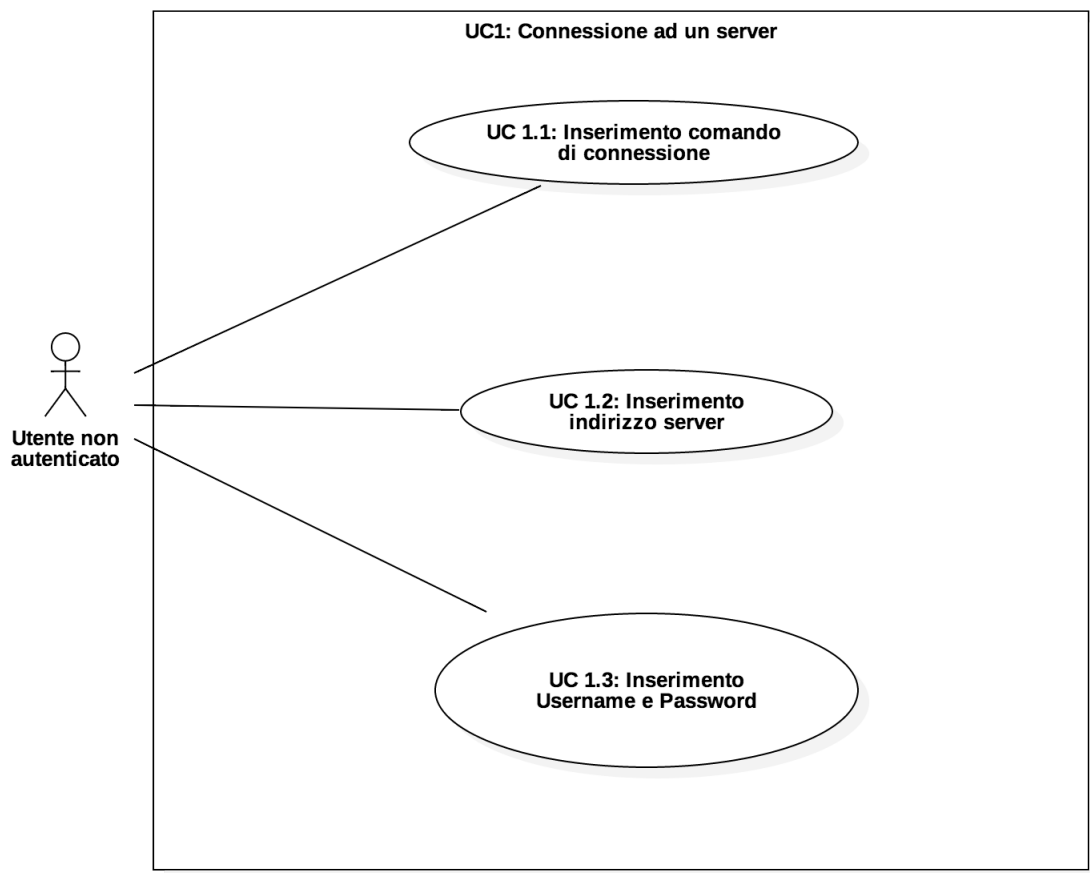 UC1: Connessione ad un server
UC 1.1: Inserimento comando
di connessione
UC 1.2: Inserimento
indirizzo server
Utente non
autenticato
UC 1.3: Inserimento
Username e Password